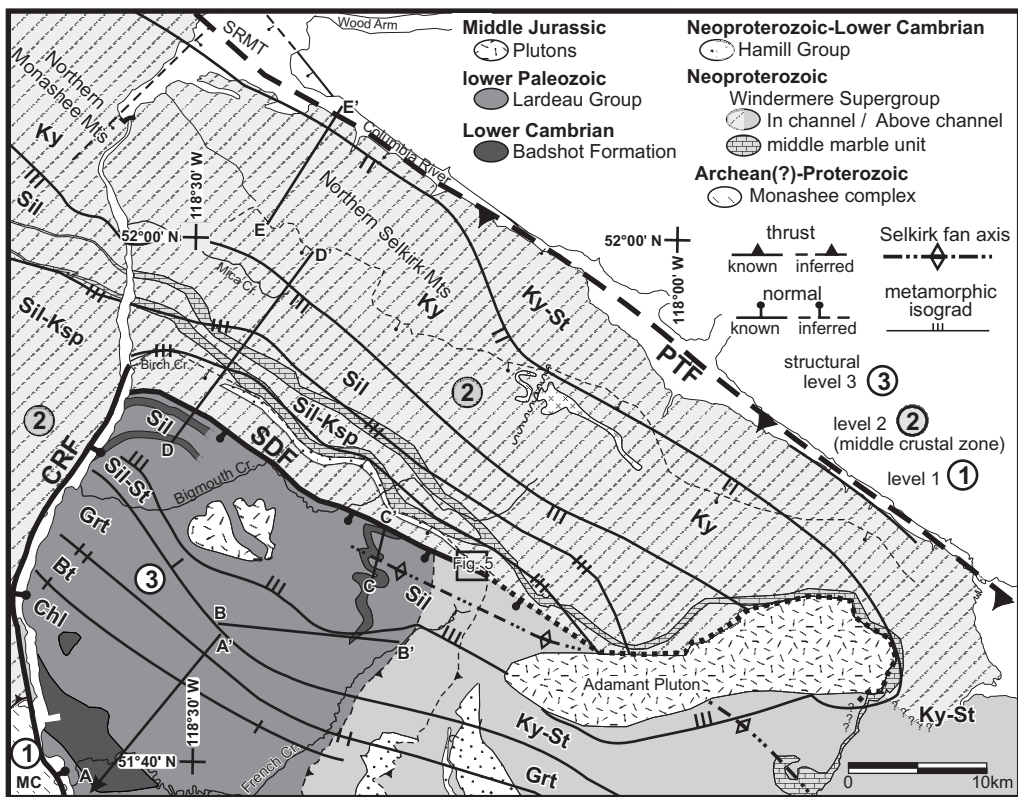 Wood Arm
SRMT
Northern
Monashee Mts
Middle Jurassic
Plutons
lower Paleozoic
Lardeau Group
Lower Cambrian
Badshot Formation
Neoproterozoic-Lower Cambrian
Hamill Group
Neoproterozoic
Windermere Supergroup
In channel / Above channel
middle marble unit
Archean(?)-Proterozoic
Monashee complex
thrust
known
inferred
Selkirk fan axis
normal
known
inferred
metamorphic
isograd
structural
level 3
3
level 2
2
(middle crustal zone)
level 1
1
E'
Columbia River
Northern Selkirk Mts
118°30' W
52°00' N
52°00' N
118°00' W
Ky
Sil
Sil-Ksp
E
D'
Mica Cr.
Ky
Ky-St
PTF
Sil
2
Sil-Ksp
Birch Cr.
2
CRF
Sil
D
SDF
Sil-St
Bigmouth Cr.
Ky
Grt
C'
Fig. 5
C
Sil
Bt
3
Chl
B
A'
B'
Adamant Pluton
118°30' W
Ky-St
Ky-St
? ?
1
MC
A
51°40' N
French Cr.
Grt
0
10km